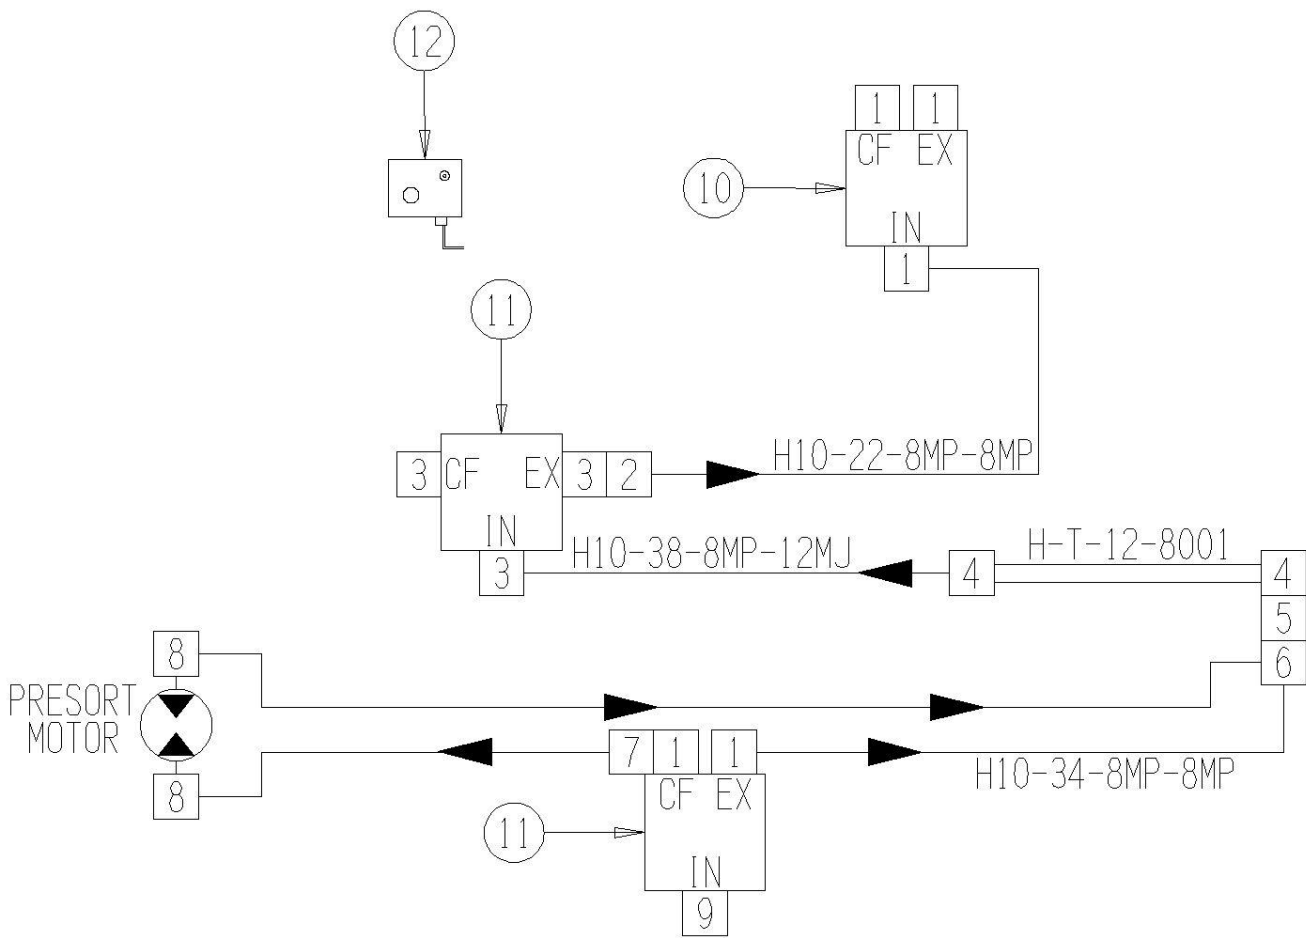 12
1 1
CF EX
10
IN
1
11
H10-22-8MP-8MP
3 CF EX 3 2
IN
H10-38-8MP-12MJ
H-T-12-8001
3
4
4
5
8
6
PRESORT
MOTOR
7 1 1
8
H10-34-8MP-8MP
CF EX
11
IN
9